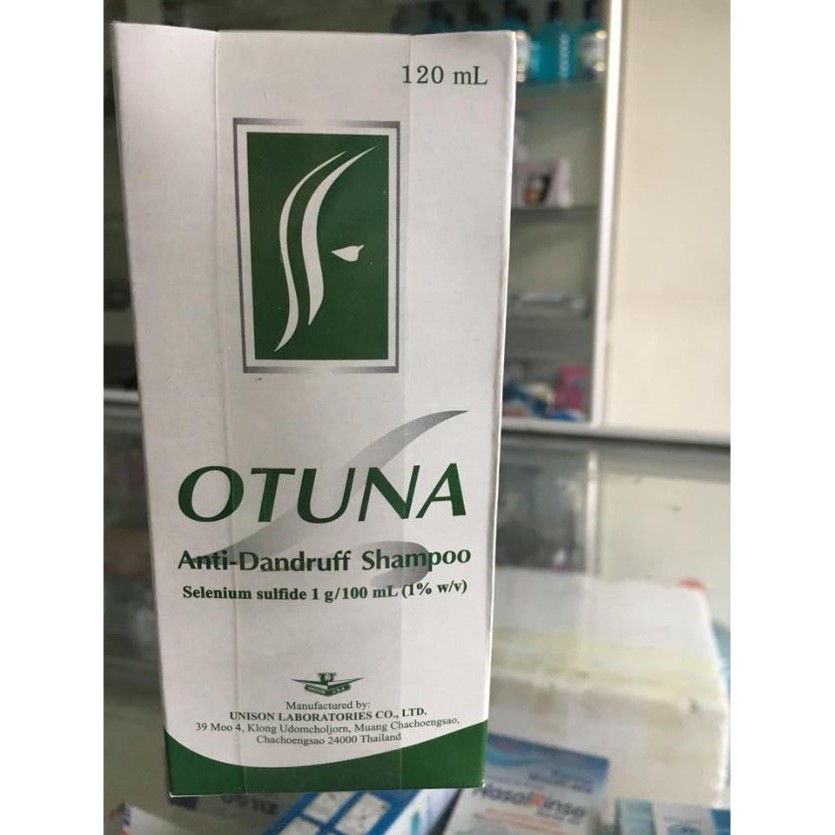 120 mL
OTUNA
Anti-Dandruff Shampoo
Selenium sulfide 1 g/100 mL (1% w/v)
Manufactured by:
UNISON LABORATORIES CO., LTD.
39 Moo 4, Klong Udomcholjorn, Muang Chachoengsao,
Chachoengsao 24000 Thailand
NasalRinse